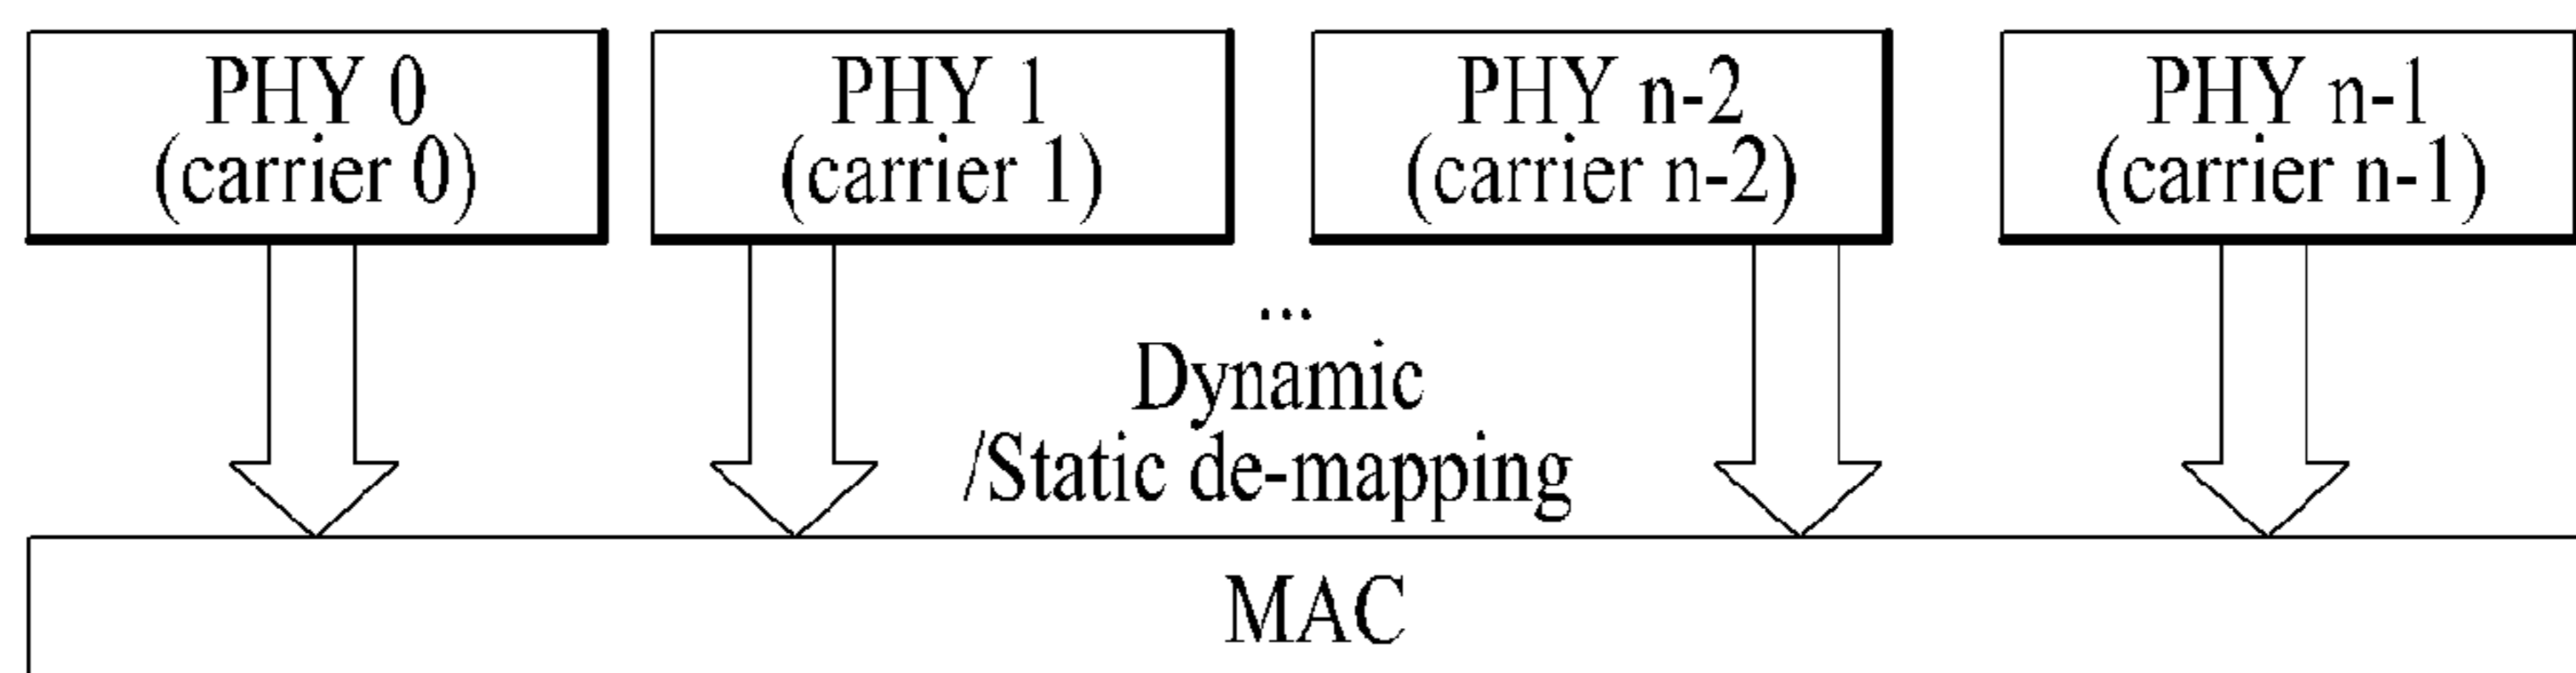 PHY 0
(carrier 0)
PHY 1
(carrier 1)
PHY n-2
(carrier n-2)
PHY n-1
(carrier n-1)
...
Dynamic
/Static de-mapping
MAC